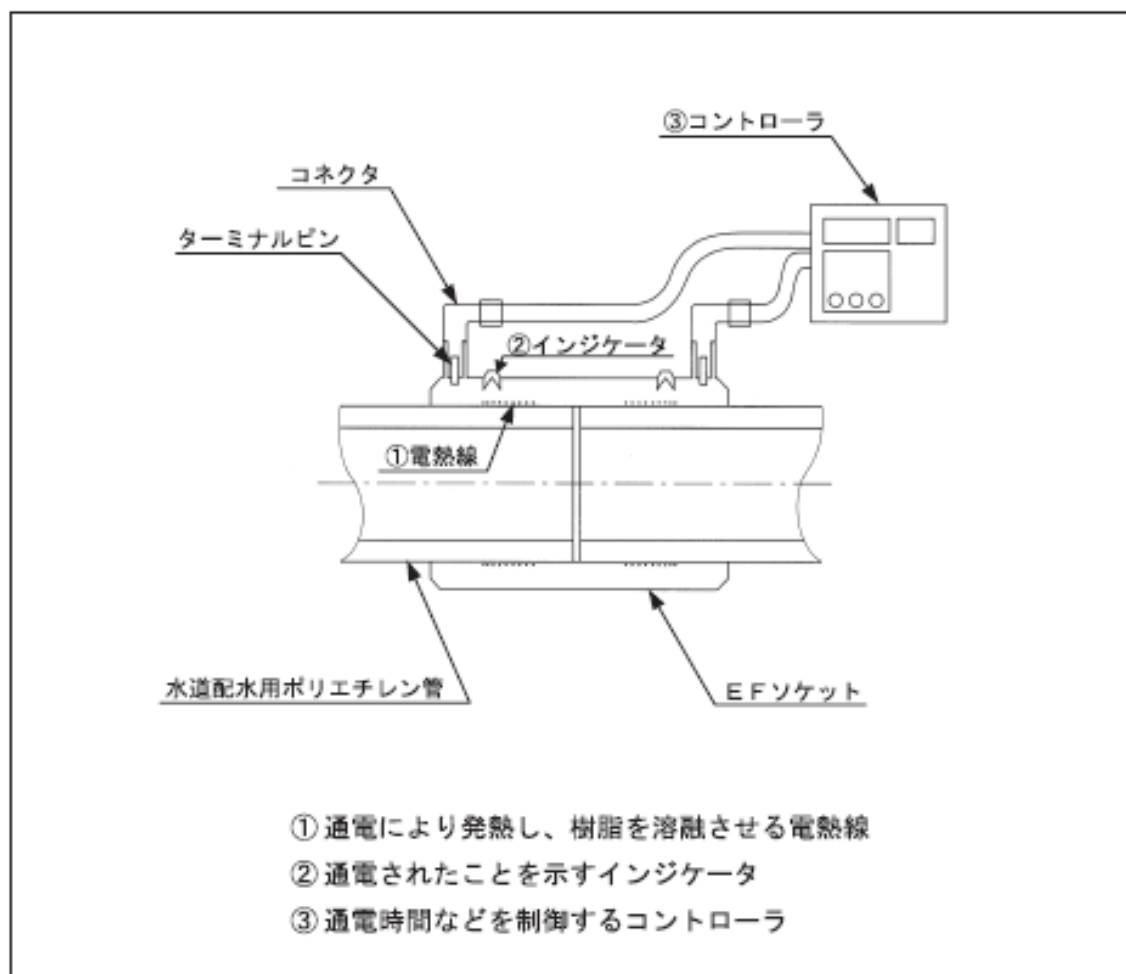 ③コントローラ
コネクタ
ターミナルピン
②インジケータ
①電熱線
水道配水用ポリエチレン管
EFソケット
① 通電により発熱し、樹脂を溶融させる電熱線
② 通電されたことを示すインジケータ
③ 通電時間などを制御するコントローラ